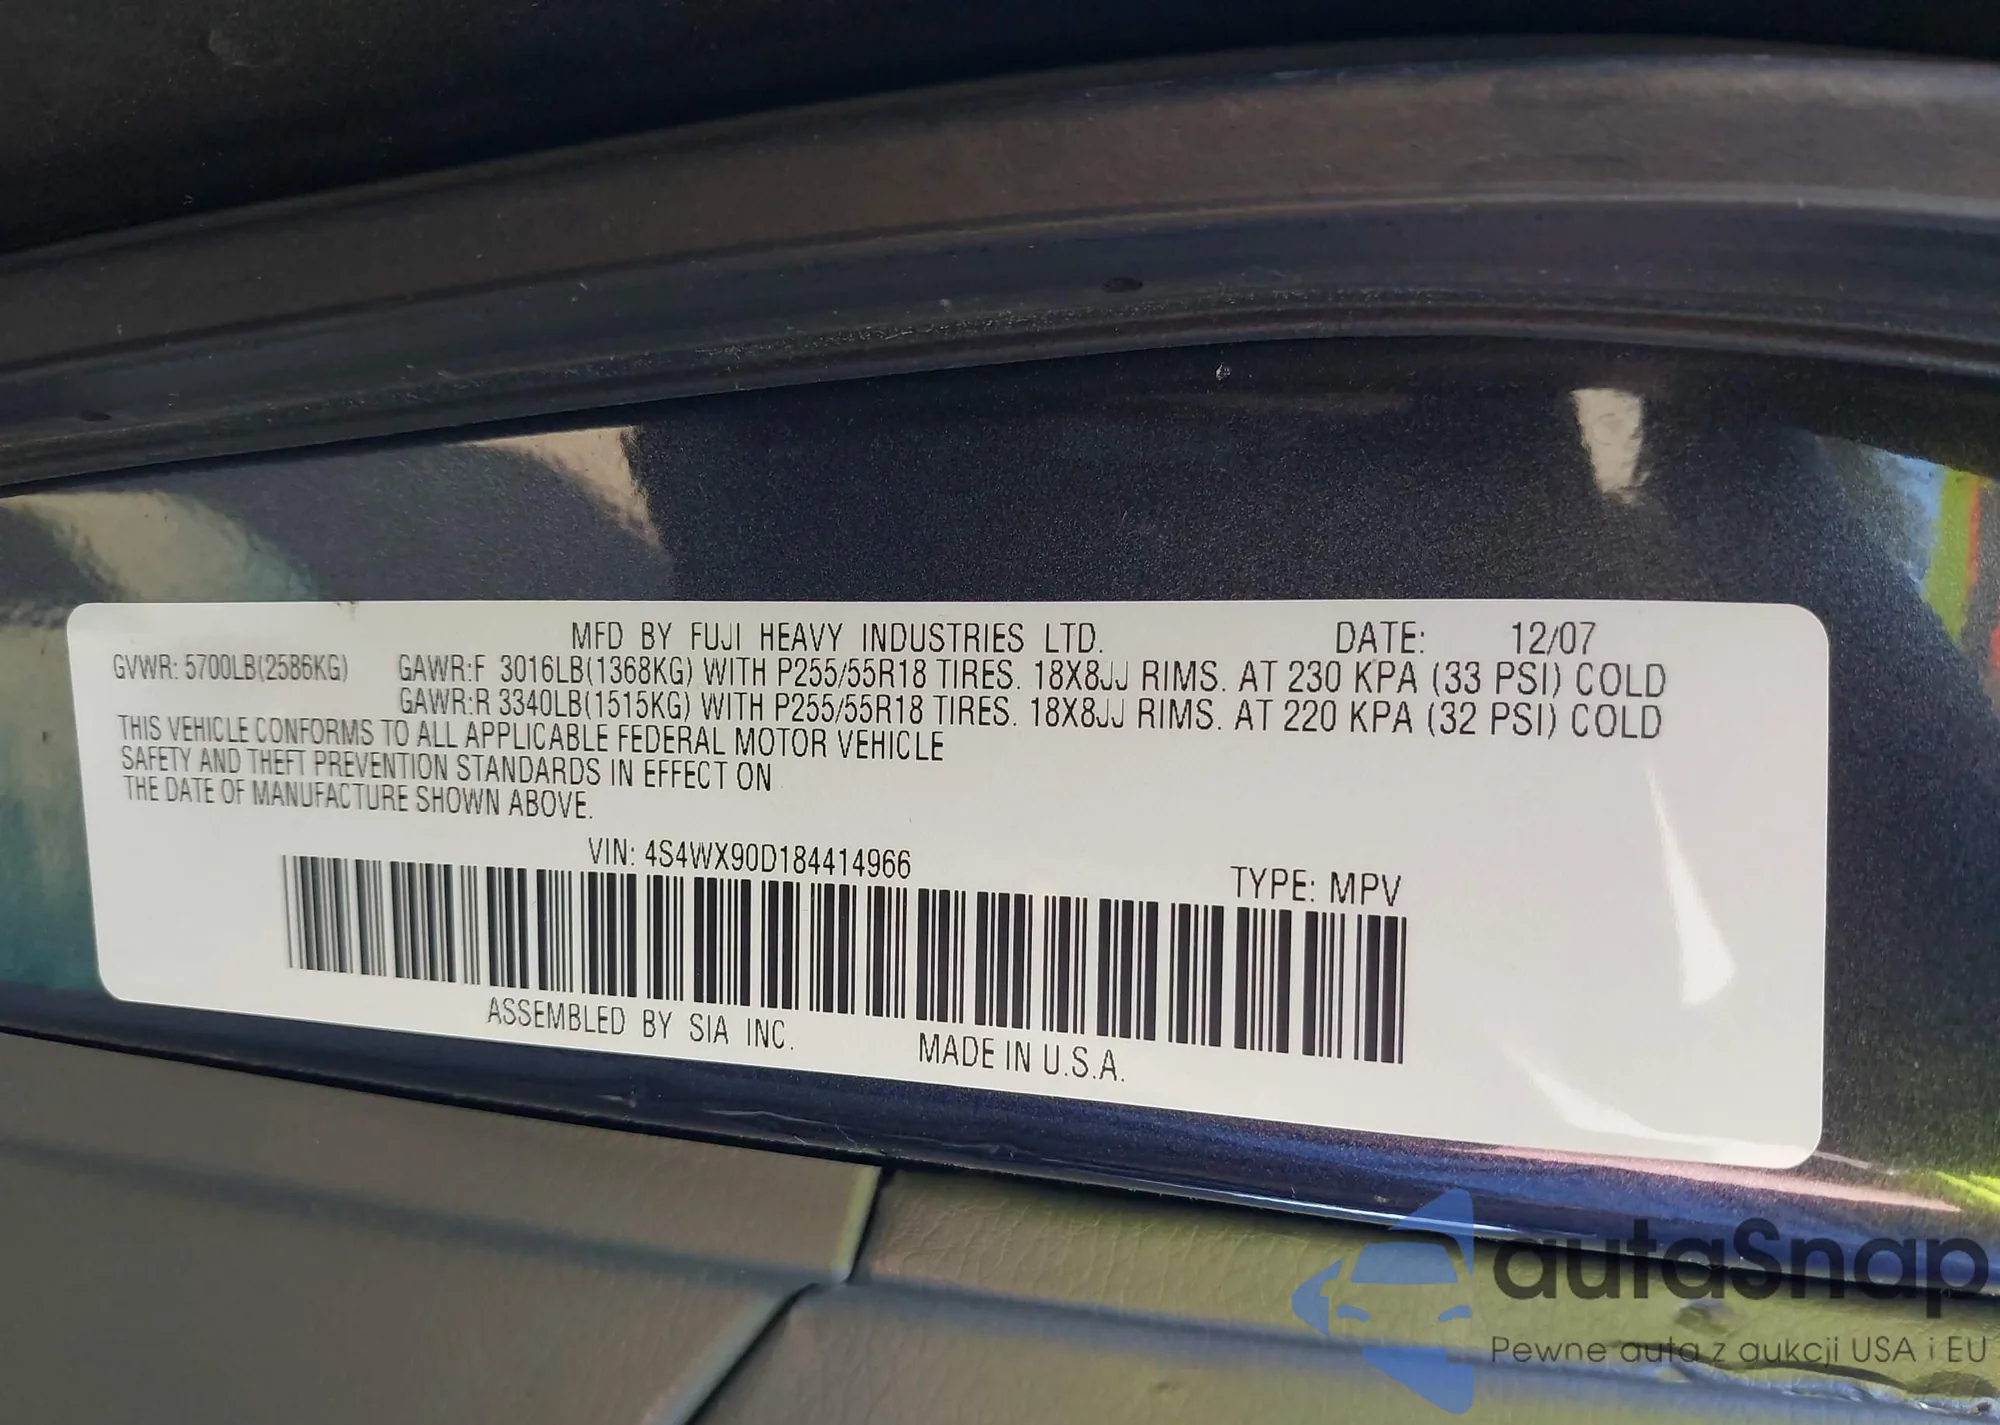 MFD BY FUJI HEAVY INDUSTRIES LTD. DATE: 12/07
GVWR: 5700LB(2586KG) GAWR:F 3016LB(1368KG) WITH P255/55R18 TIRES. 18X8JJ RIMS. AT 230 KPA (33 PSI) COLD
GAWR:R 3340LB(1515KG) WITH P255/55R18 TIRES. 18X8JJ RIMS. AT 220 KPA (32 PSI) COLD
THIS VEHICLE CONFORMS TO ALL APPLICABLE FEDERAL MOTOR VEHICLE
SAFETY AND THEFT PREVENTION STANDARDS IN EFFECT ON
THE DATE OF MANUFACTURE SHOWN ABOVE.
VIN: 4S4WX90D184414966 TYPE: MPV
ASSEMBLED BY SIA INC. MADE IN U.S.A.
autaSnap
Pewne auta z aukcji USA i EU